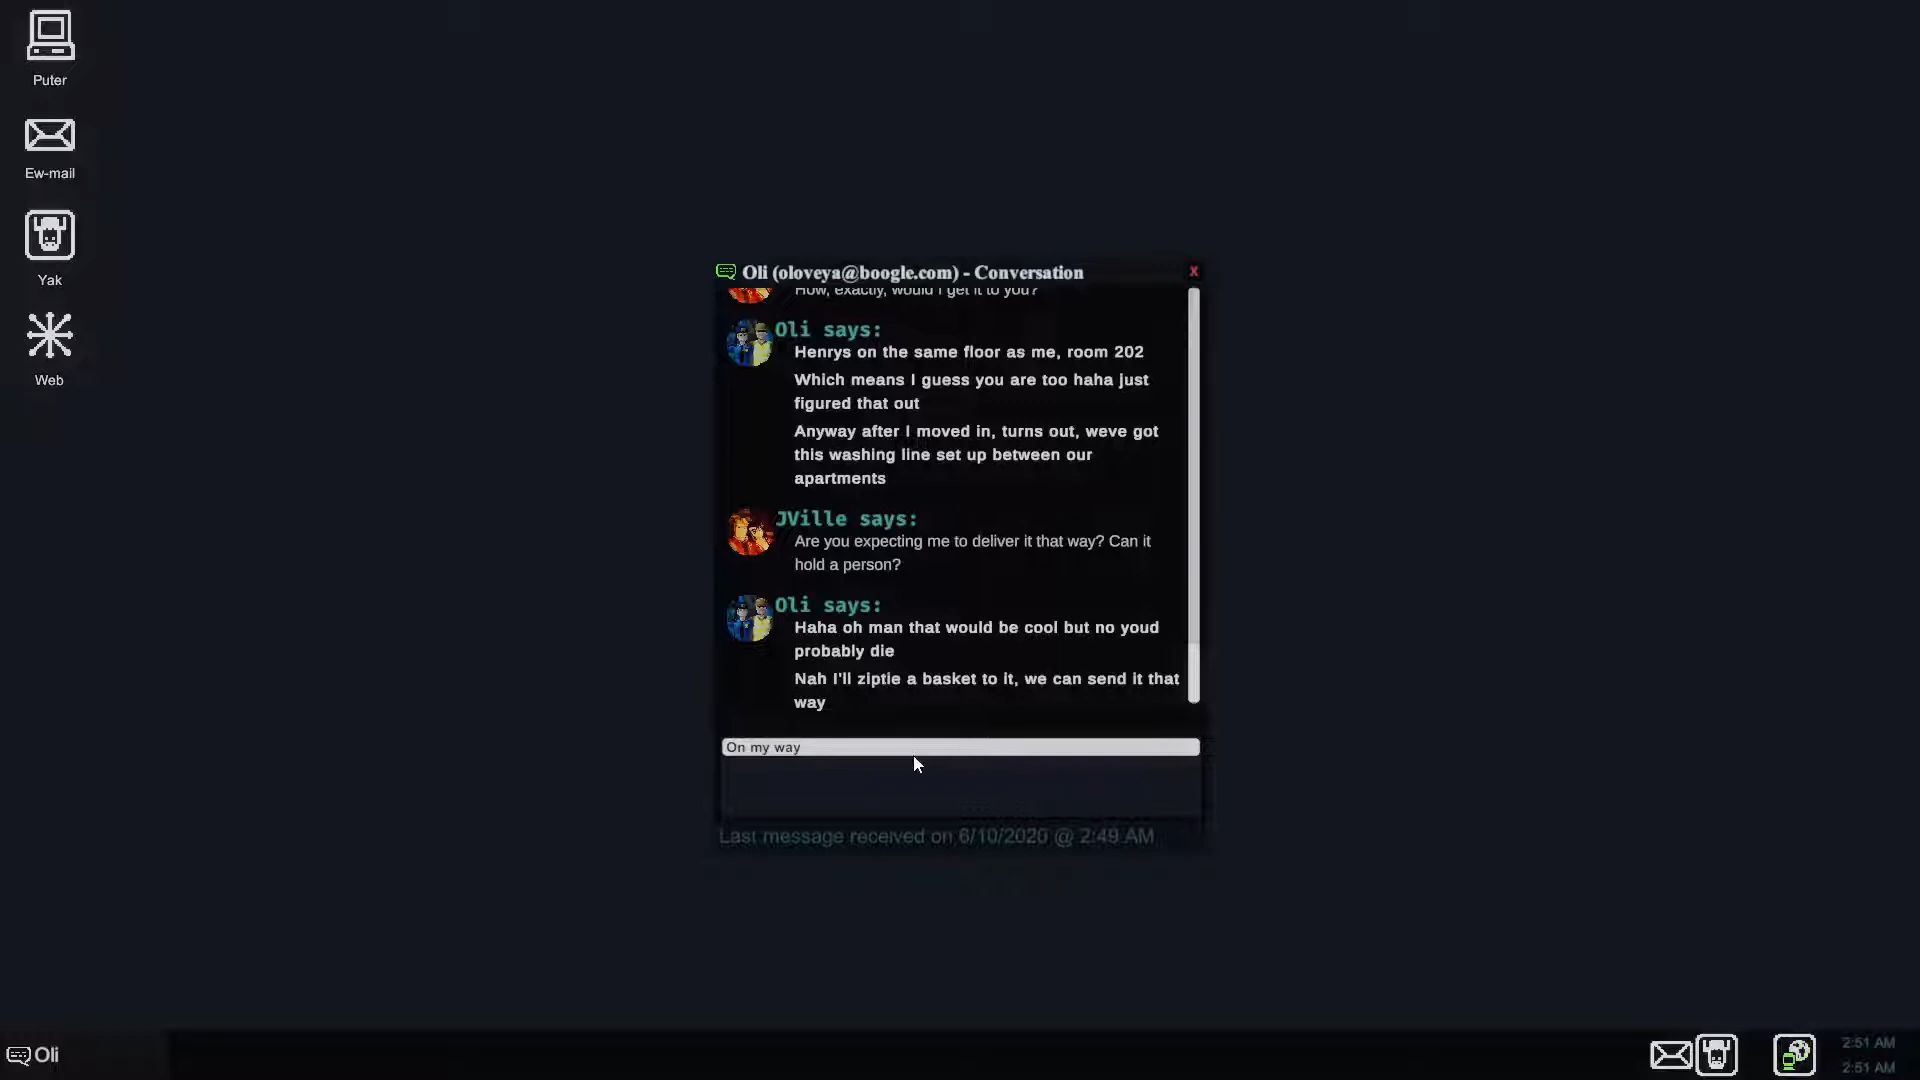 Puter
Ew-mail
Yak
Web
Oli (oloveya@boogle.com) - Conversation
x
How, exactly, would I get it to you?
Oli says:
Henrys on the same floor as me, room 202
Which means I guess you are too haha just
figured that out
Anyway after I moved in, turns out, weve got
this washing line set up between our
apartments
JVille says:
Are you expecting me to deliver it that way? Can it
hold a person?
Oli says:
Haha oh man that would be cool but no youd
probably die
Nah I'll ziptie a basket to it, we can send it that
way
On my way
Last message received on 6/10/2020 @ 2:49 AM
Oli
2:51 AM
2:51 AM